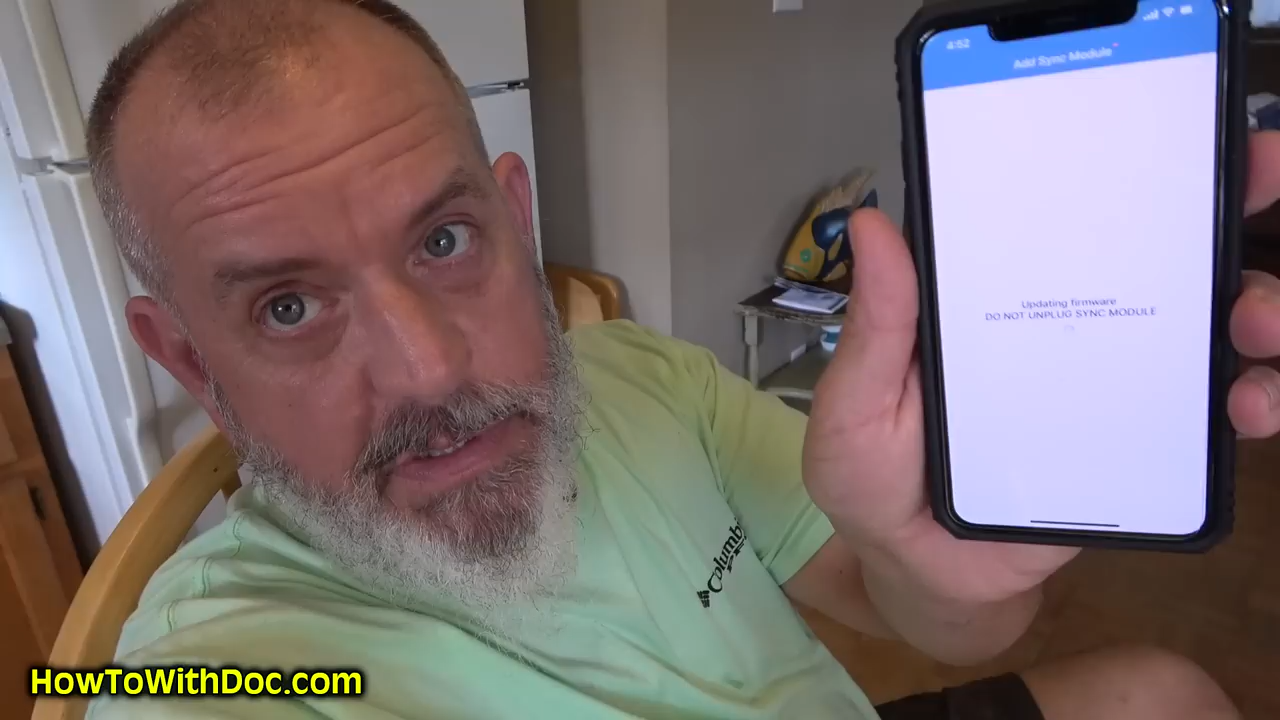 4:52
Add Sync Module
Updating firmware
DO NOT UNPLUG SYNC MODULE
Columbia
HowToWithDoc.com